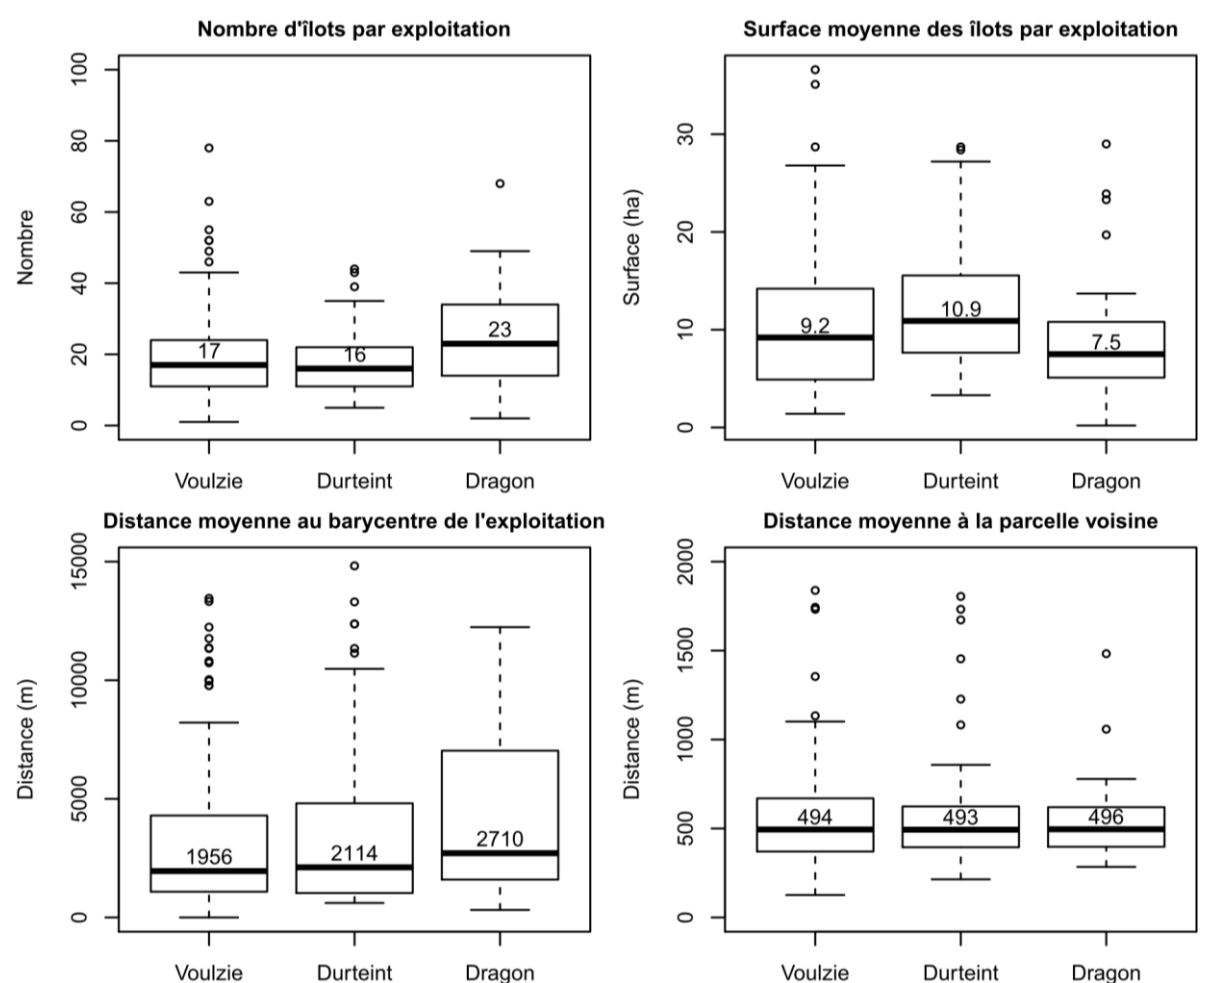 Nombre d'îlots par exploitation
Nombre
100
80
60
40
20
0
17
16
23
Voulzie Durteint Dragon
Surface moyenne des îlots par exploitation
Surface (ha)
30
20
10
0
9.2
10.9
7.5
Voulzie Durteint Dragon
Distance moyenne au barycentre de l'exploitation
Distance (m)
15000
10000
5000
0
1956
2114
2710
Voulzie Durteint Dragon
Distance moyenne à la parcelle voisine
Distance (m)
2000
1500
1000
500
0
494
493
496
Voulzie Durteint Dragon